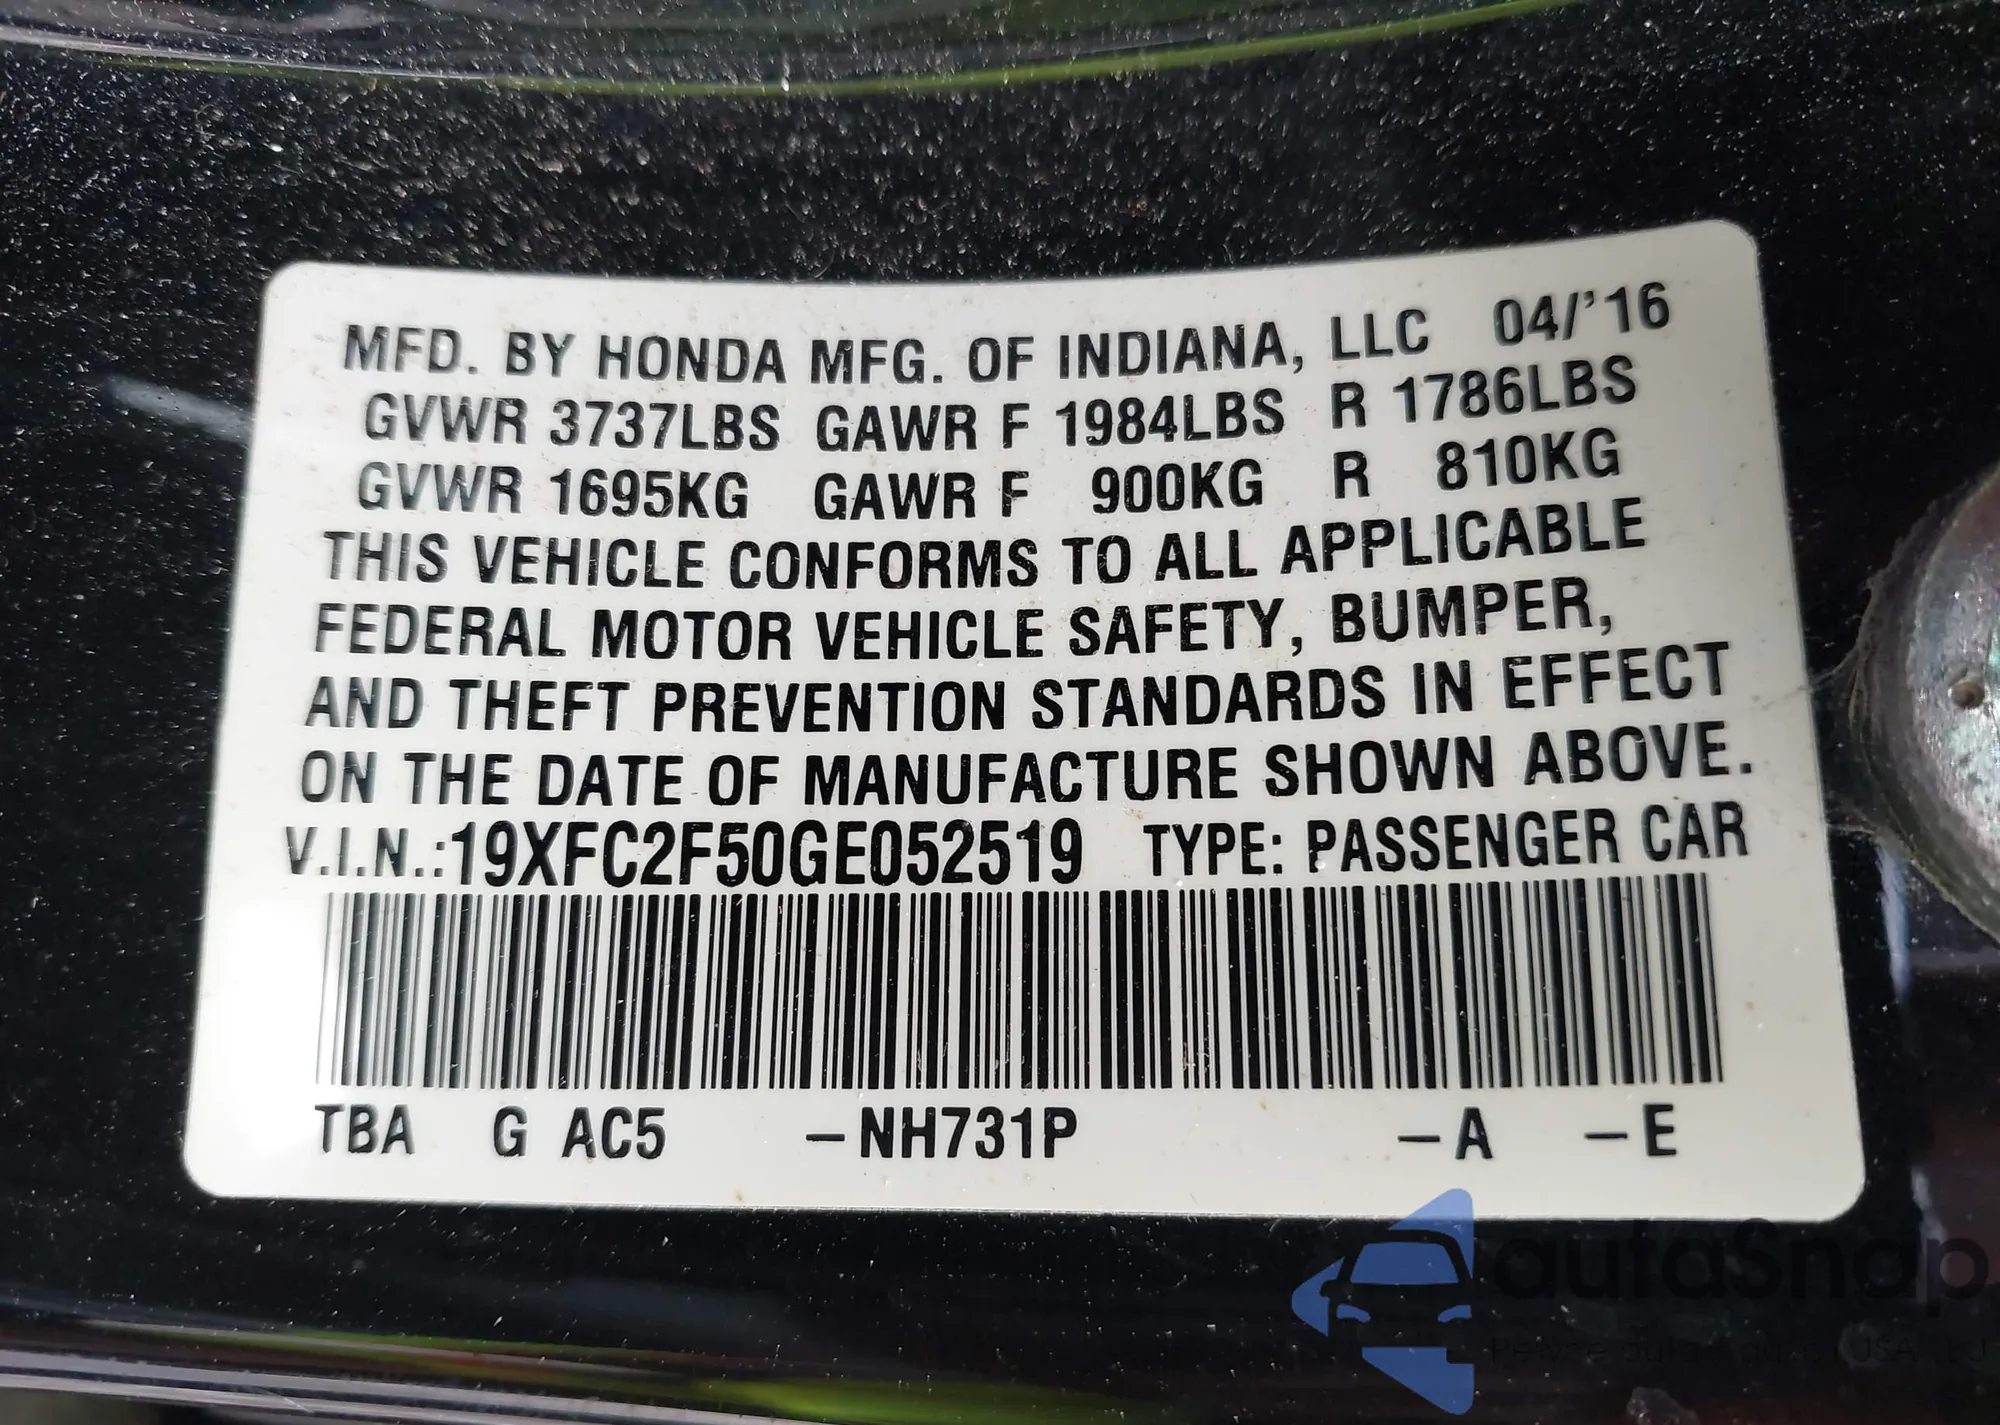 MFD. BY HONDA MFG. OF INDIANA, LLC 04/'16
GVWR 3737LBS GAWR F 1984LBS R 1786LBS
GVWR 1695KG GAWR F 900KG R 810KG
THIS VEHICLE CONFORMS TO ALL APPLICABLE
FEDERAL MOTOR VEHICLE SAFETY, BUMPER,
AND THEFT PREVENTION STANDARDS IN EFFECT
ON THE DATE OF MANUFACTURE SHOWN ABOVE.
V.I.N.:19XFC2F50GE052519 TYPE: PASSENGER CAR
TBA G AC5 –NH731P –A –E
autaSnap